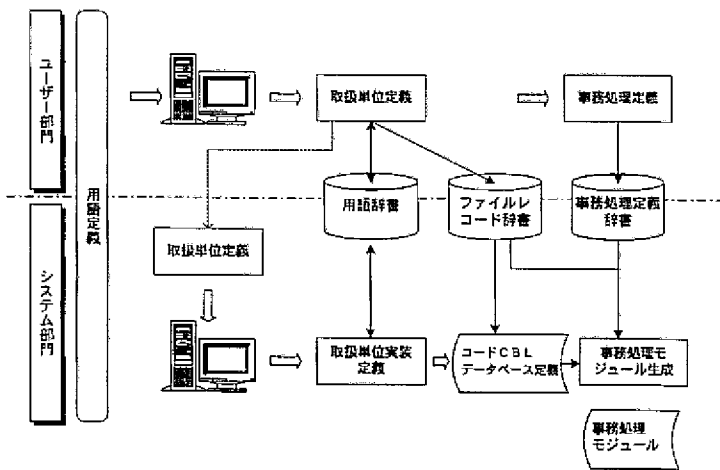 ユーザー部門
用語定義
システム部門
取扱単位定義
事務処理定義
用語辞書
ファイルレ
コード辞書
事務処理定義
辞書
取扱単位定義
取扱単位実装
定義
コードCBL
データベース定義
事務処理モ
ジュール生成
事務処理
モジュール